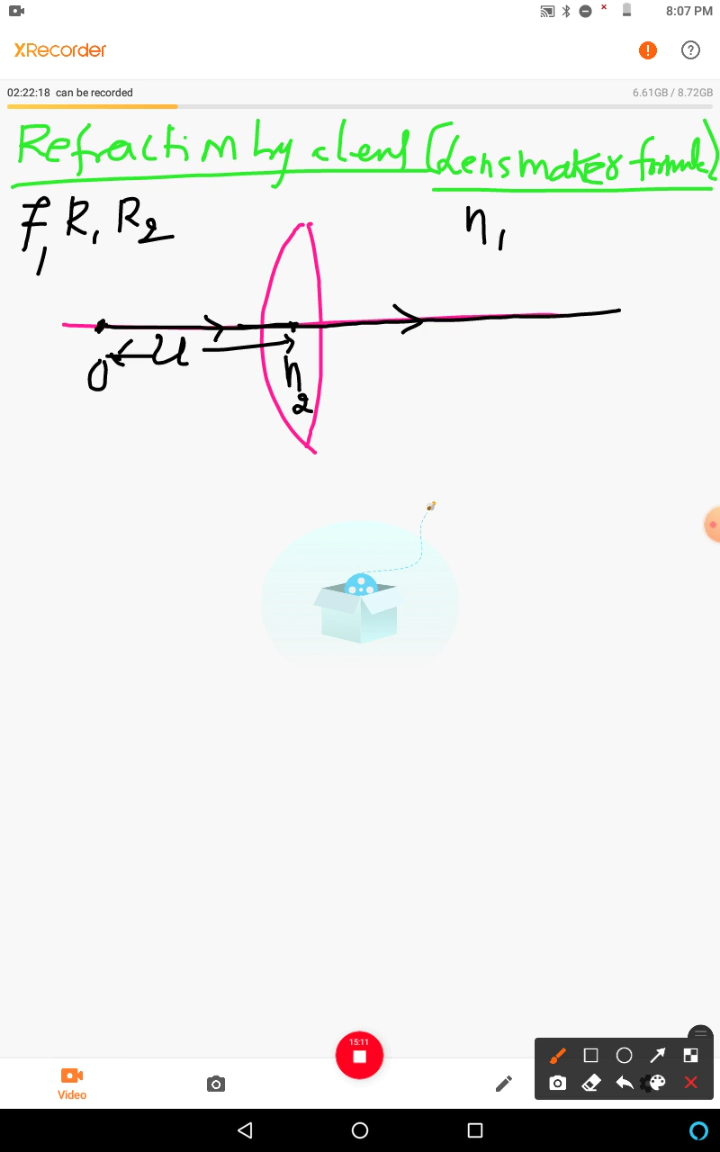 8:07 PM
XRecorder
02:22:18 can be recorded 6.61GB / 8.72GB
Refraction by a lens (Lens maker formula)
f, R1 R2
n1
O U
n2
15:11
Video